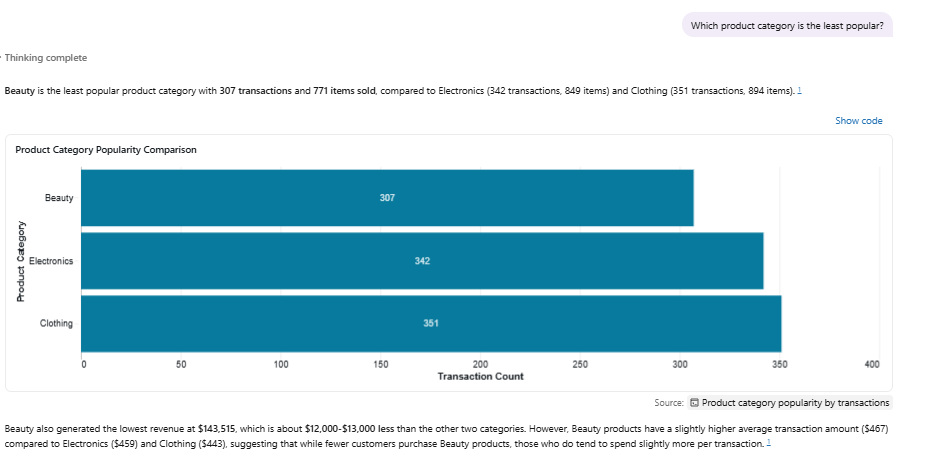 Which product category is the least popular?
Thinking complete
Beauty is the least popular product category with 307 transactions and 771 items sold, compared to Electronics (342 transactions, 849 items) and Clothing (351 transactions, 894 items). 1
Show code
Product Category Popularity Comparison
Product Category
Beauty
307
Electronics
342
Clothing
351
0 50 100 150 200 250 300 350 400
Transaction Count
Source: Product category popularity by transactions
Beauty also generated the lowest revenue at $143,515, which is about $12,000-$13,000 less than the other two categories. However, Beauty products have a slightly higher average transaction amount ($467)
compared to Electronics ($459) and Clothing ($443), suggesting that while fewer customers purchase Beauty products, those who do tend to spend slightly more per transaction. 1